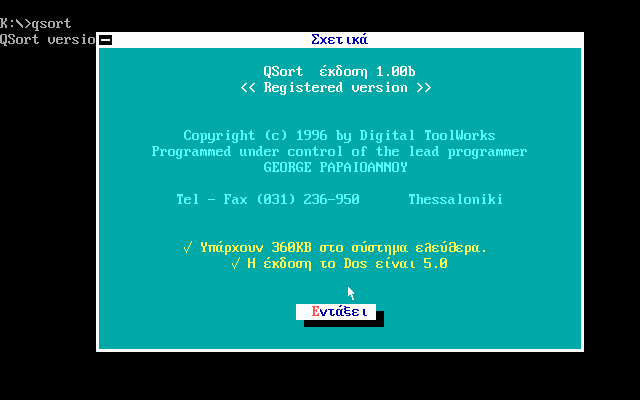 K:\>qsort
QSort versio
Σχετικά
QSort  έκδοση 1.00b
<< Registered version >>
Copyright (c) 1996 by Digital ToolWorks
Programmed under control of the lead programmer
GEORGE PAPAIOANNOY
Tel - Fax (031) 236-950      Thessaloniki
√ Υπάρχουν 360KB στο σύστημα ελεύθερα.
√ Η έκδοση το Dos είναι 5.0
Εντάξει